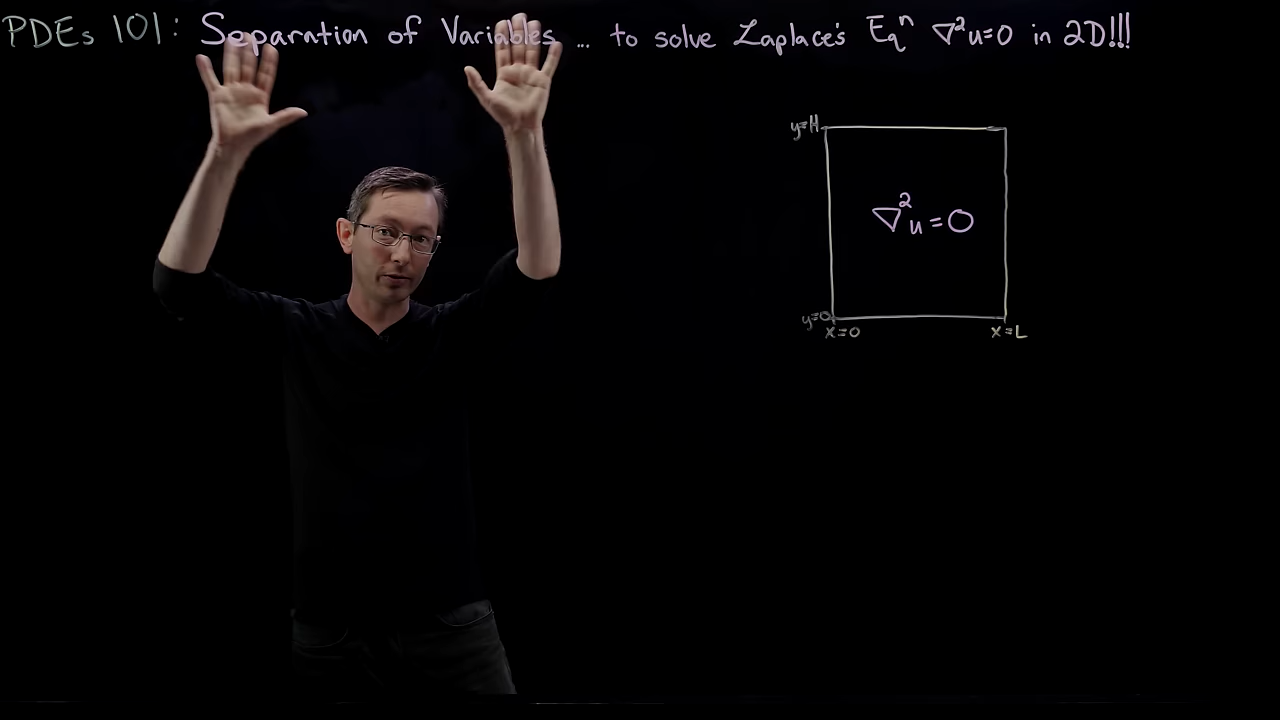 PDEs 101: Separation of Variables ... to solve Laplace's Eqⁿ ∇²u=0 in 2D!!!
y=H
∇²u=0
y=0
x=0 x=L